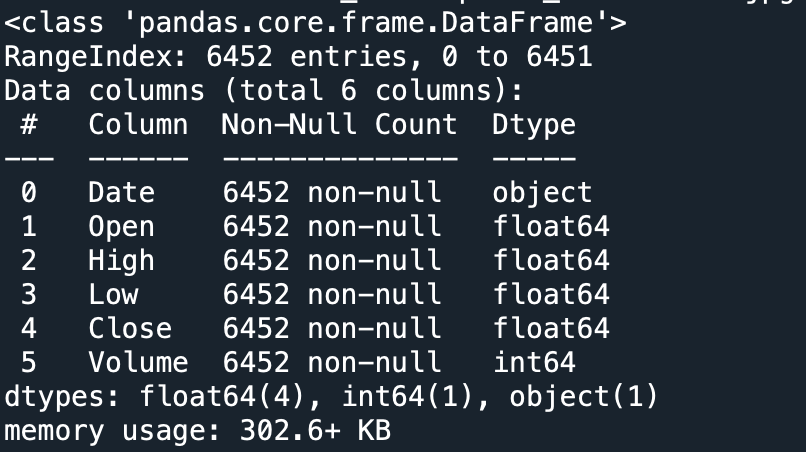 <class 'pandas.core.frame.DataFrame'>
RangeIndex: 6452 entries, 0 to 6451
Data columns (total 6 columns):
 #   Column  Non-Null Count  Dtype
---  ------  --------------  -----
 0   Date    6452 non-null   object
 1   Open    6452 non-null   float64
 2   High    6452 non-null   float64
 3   Low     6452 non-null   float64
 4   Close   6452 non-null   float64
 5   Volume  6452 non-null   int64
dtypes: float64(4), int64(1), object(1)
memory usage: 302.6+ KB